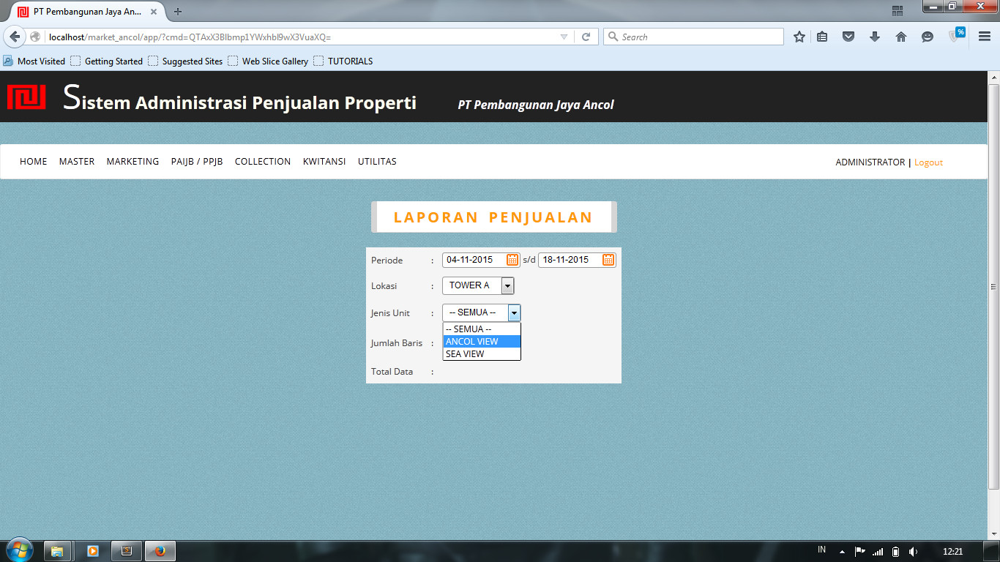 PT Pembangunan Jaya Anc...
localhost/market_ancol/app/?cmd=QTAxX3Blbmp1YWxhbl9wX3VuaXQ=
Search
%
Most Visited Getting Started Suggested Sites Web Slice Gallery TUTORIALS
Sistem Administrasi Penjualan Properti PT Pembangunan Jaya Ancol
HOME MASTER MARKETING PAIJB / PPJB COLLECTION KWITANSI UTILITAS ADMINISTRATOR | Logout
LAPORAN PENJUALAN
Periode : 04-11-2015 s/d 18-11-2015
Lokasi : TOWER A
Jenis Unit : -- SEMUA --
-- SEMUA --
ANCOL VIEW
Jumlah Baris :
SEA VIEW
Total Data :
IN 12:21